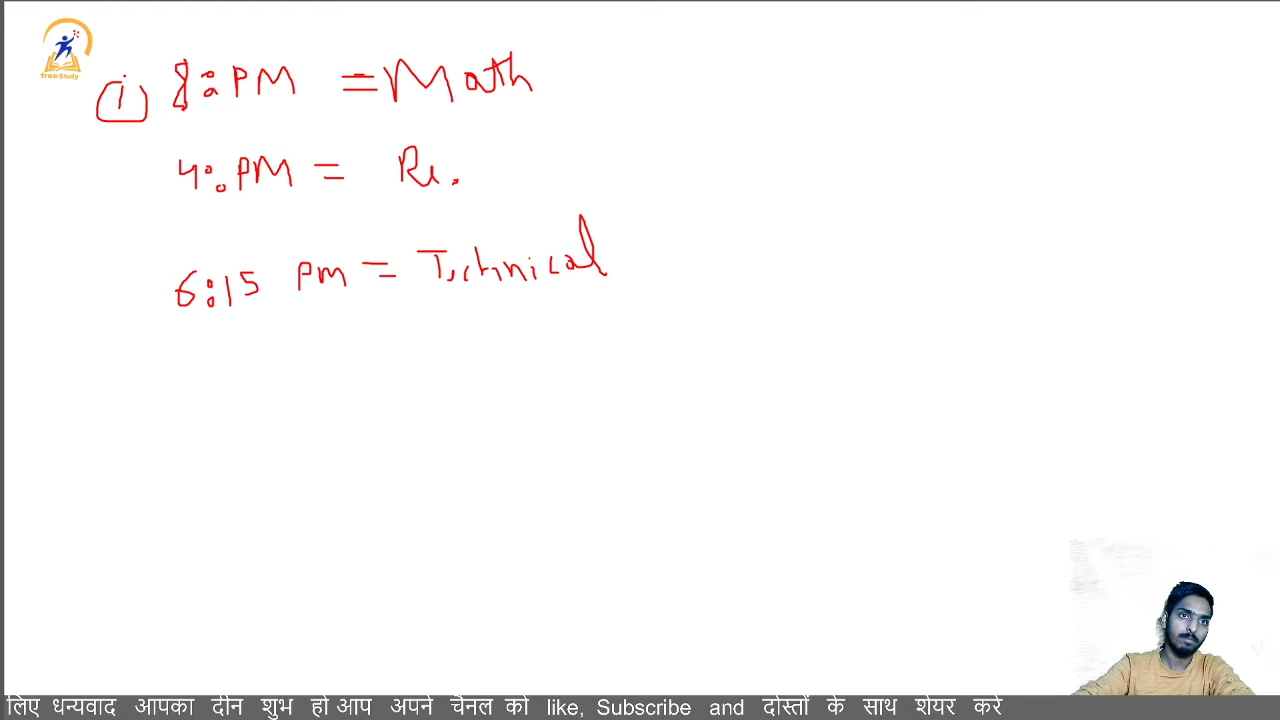 free Study
(i) 8:PM = Math
4:PM = Re.
6:15 PM = Technical
लिए धन्यवाद आपका दीन शुभ हो आप अपने चैनल को like, Subscribe and दोस्तों के साथ शेयर करे